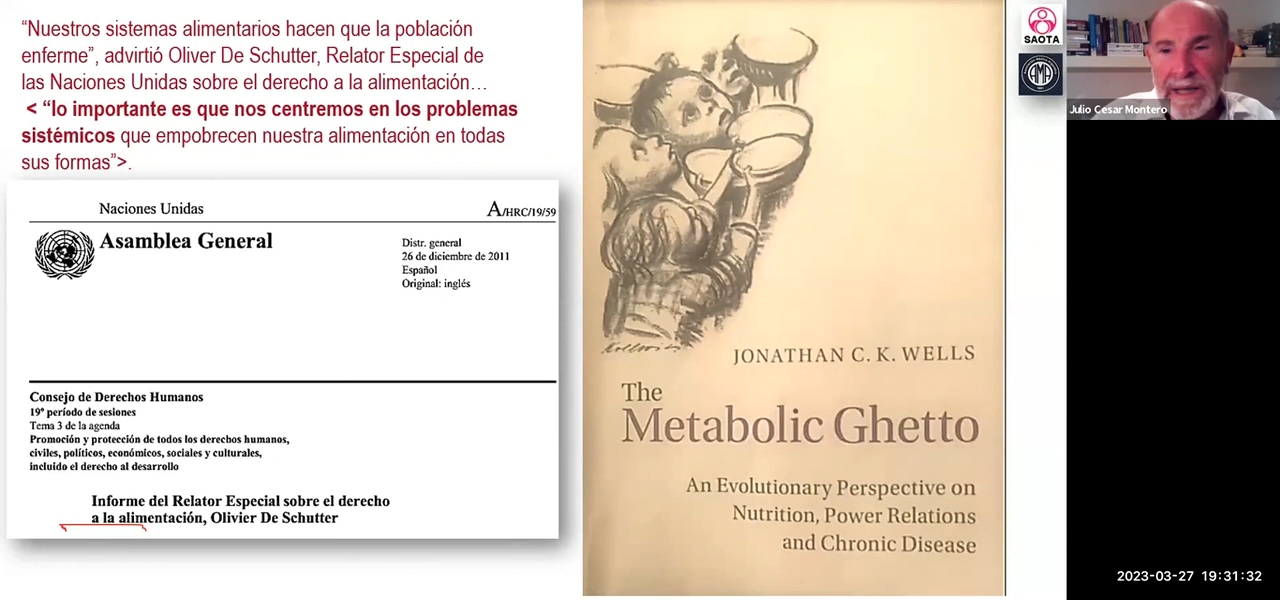 “Nuestros sistemas alimentarios hacen que la población
enferme”, advirtió Oliver De Schutter, Relator Especial de
las Naciones Unidas sobre el derecho a la alimentación…
< “lo importante es que nos centremos en los problemas
sistémicos que empobrecen nuestra alimentación en todas
sus formas”>.
Naciones Unidas
A/HRC/19/59
Asamblea General
Distr. general
26 de diciembre de 2011
Español
Original: inglés
Consejo de Derechos Humanos
19º período de sesiones
Tema 3 de la agenda
Promoción y protección de todos los derechos humanos,
civiles, políticos, económicos, sociales y culturales,
incluido el derecho al desarrollo
Informe del Relator Especial sobre el derecho
a la alimentación, Olivier De Schutter
JONATHAN C. K. WELLS
The
Metabolic Ghetto
An Evolutionary Perspective on
Nutrition, Power Relations
and Chronic Disease
SAOTA
AMA
Julio Cesar Montero
2023-03-27 19:31:32